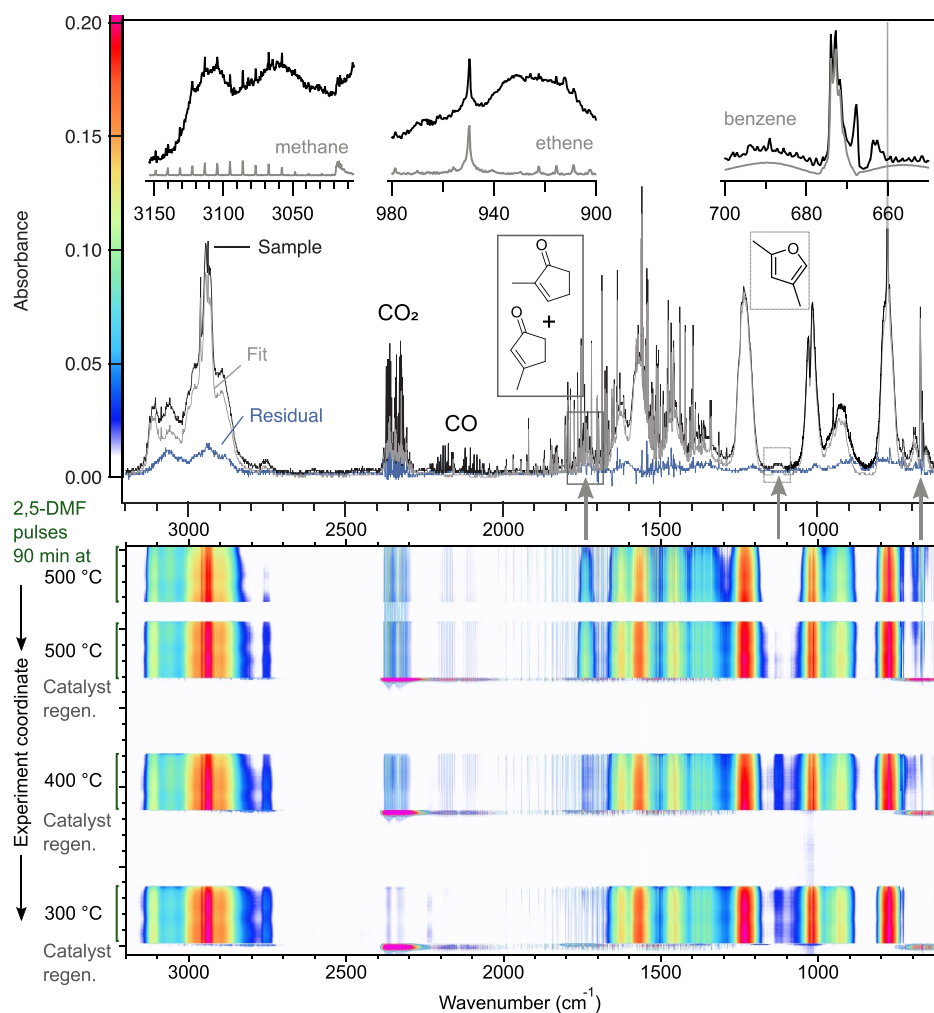 0.20
0.15
0.10
0.05
0.00
Absorbance
methane
3150 3100 3050
ethene
980 940 900
benzene
700 680 660
Sample
Fit
Residual
CO₂
CO
O
+
O
O
3000 2500 2000 1500 1000
2,5-DMF
pulses
90 min at
500 °C
500 °C
Catalyst
regen.
400 °C
Catalyst
regen.
300 °C
Catalyst
regen.
Experiment coordinate
3000 2500 2000 1500 1000
Wavenumber (cm⁻¹)